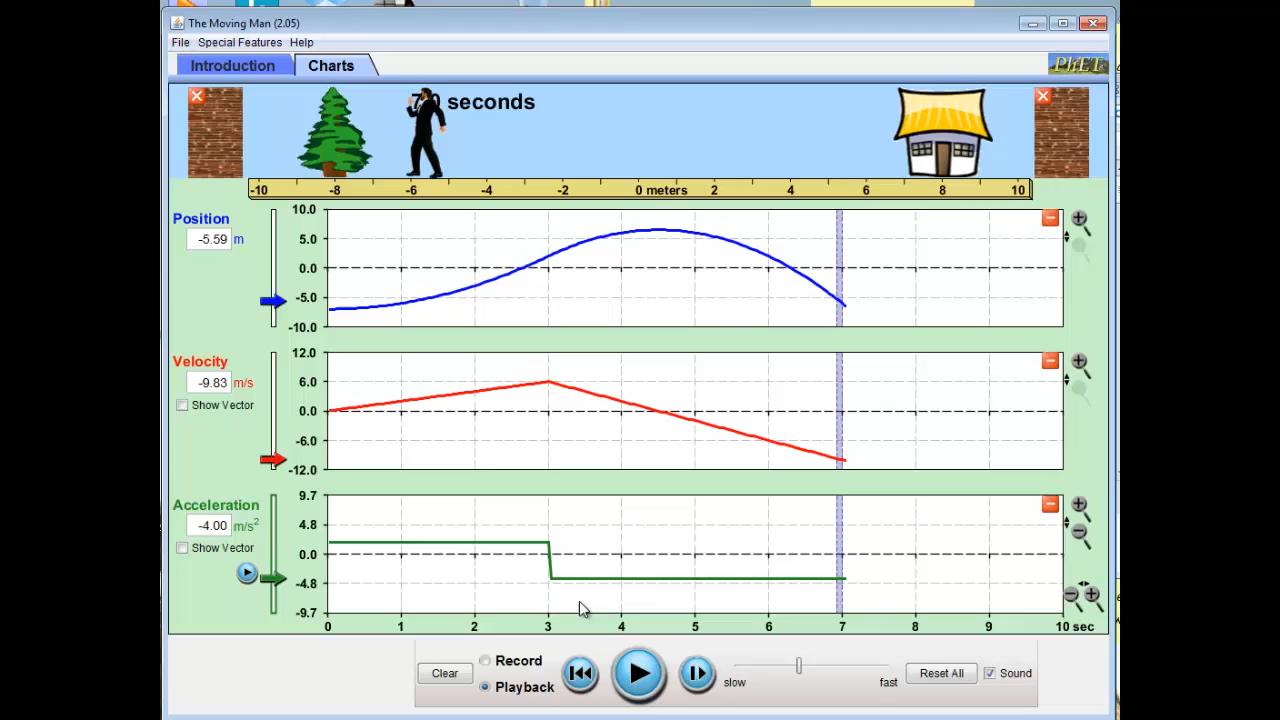 The Moving Man (2.05)
File Special Features Help
Introduction Charts
PhET
seconds
-10 -8 -6 -4 -2 0 meters 2 4 6 8 10
Position
-5.59 m
10.0
5.0
0.0
-5.0
-10.0
Velocity
-9.83 m/s
Show Vector
12.0
6.0
0.0
-6.0
-12.0
Acceleration
-4.00 m/s²
Show Vector
9.7
4.8
0.0
-4.8
-9.7
0 1 2 3 4 5 6 7 8 9 10 sec
Clear
Record
Playback
slow fast
Reset All
Sound